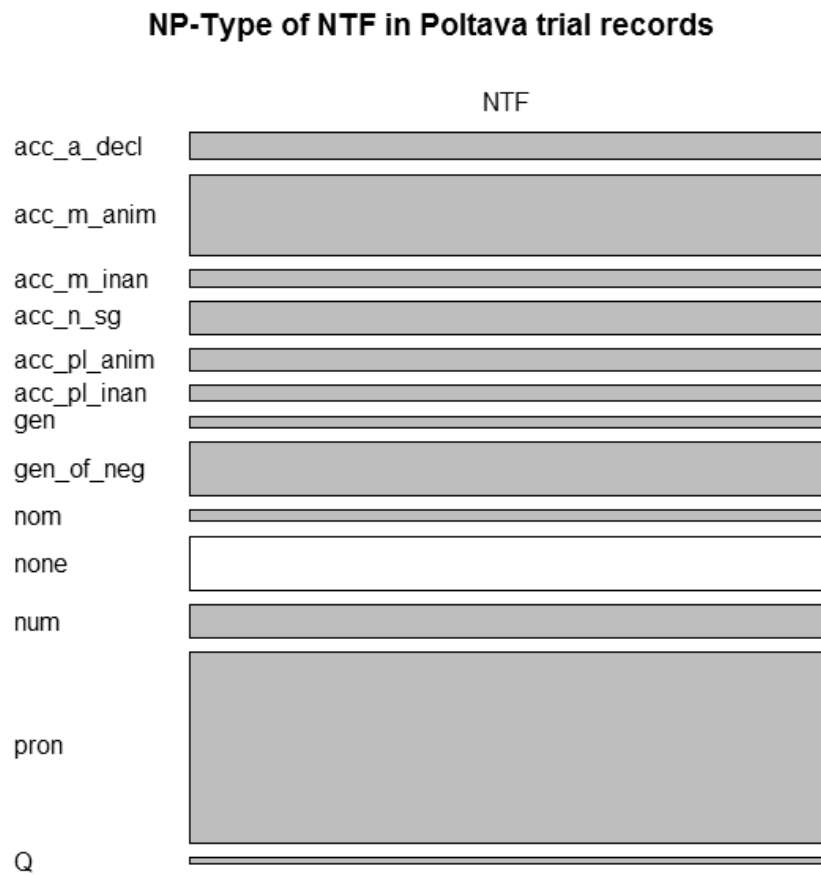 NP-Type of NTF in Poltava trial records
NTF
acc_a_decl
acc_m_anim
acc_m_inan
acc_n_sg
acc_pl_anim
acc_pl_inan
gen
gen_of_neg
nom
none
num
pron
Q